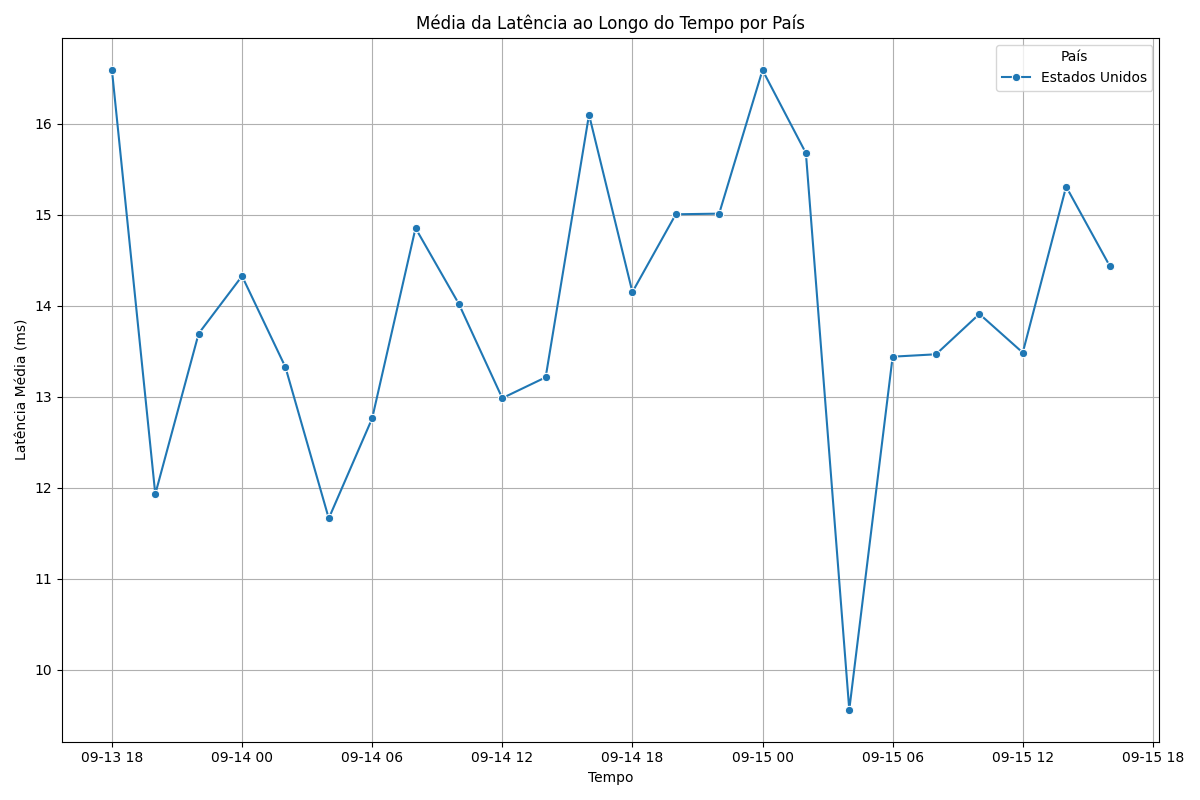 Média da Latência ao Longo do Tempo por País
País
Estados Unidos
Latência Média (ms)
16
15
14
13
12
11
10
09-13 18 09-14 00 09-14 06 09-14 12 09-14 18 09-15 00 09-15 06 09-15 12 09-15 18
Tempo